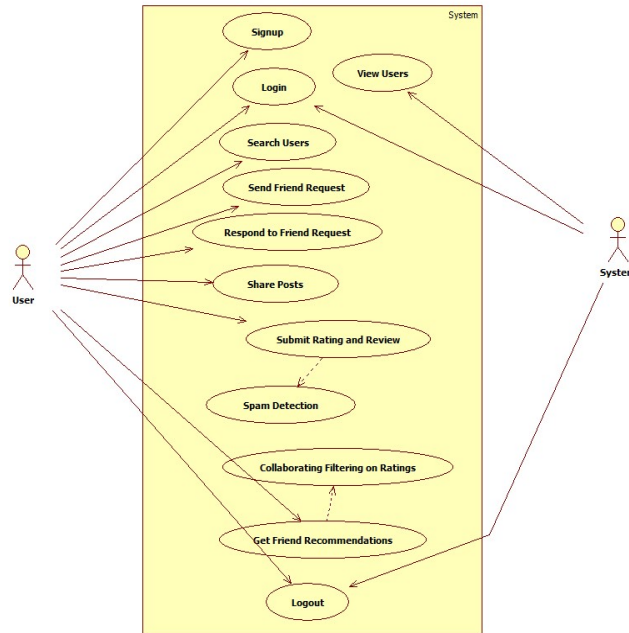 System
Signup
View Users
Login
Search Users
Send Friend Request
Respond to Friend Request
User
System
Share Posts
Submit Rating and Review
Spam Detection
Collaborating Filtering on Ratings
Get Friend Recommendations
Logout